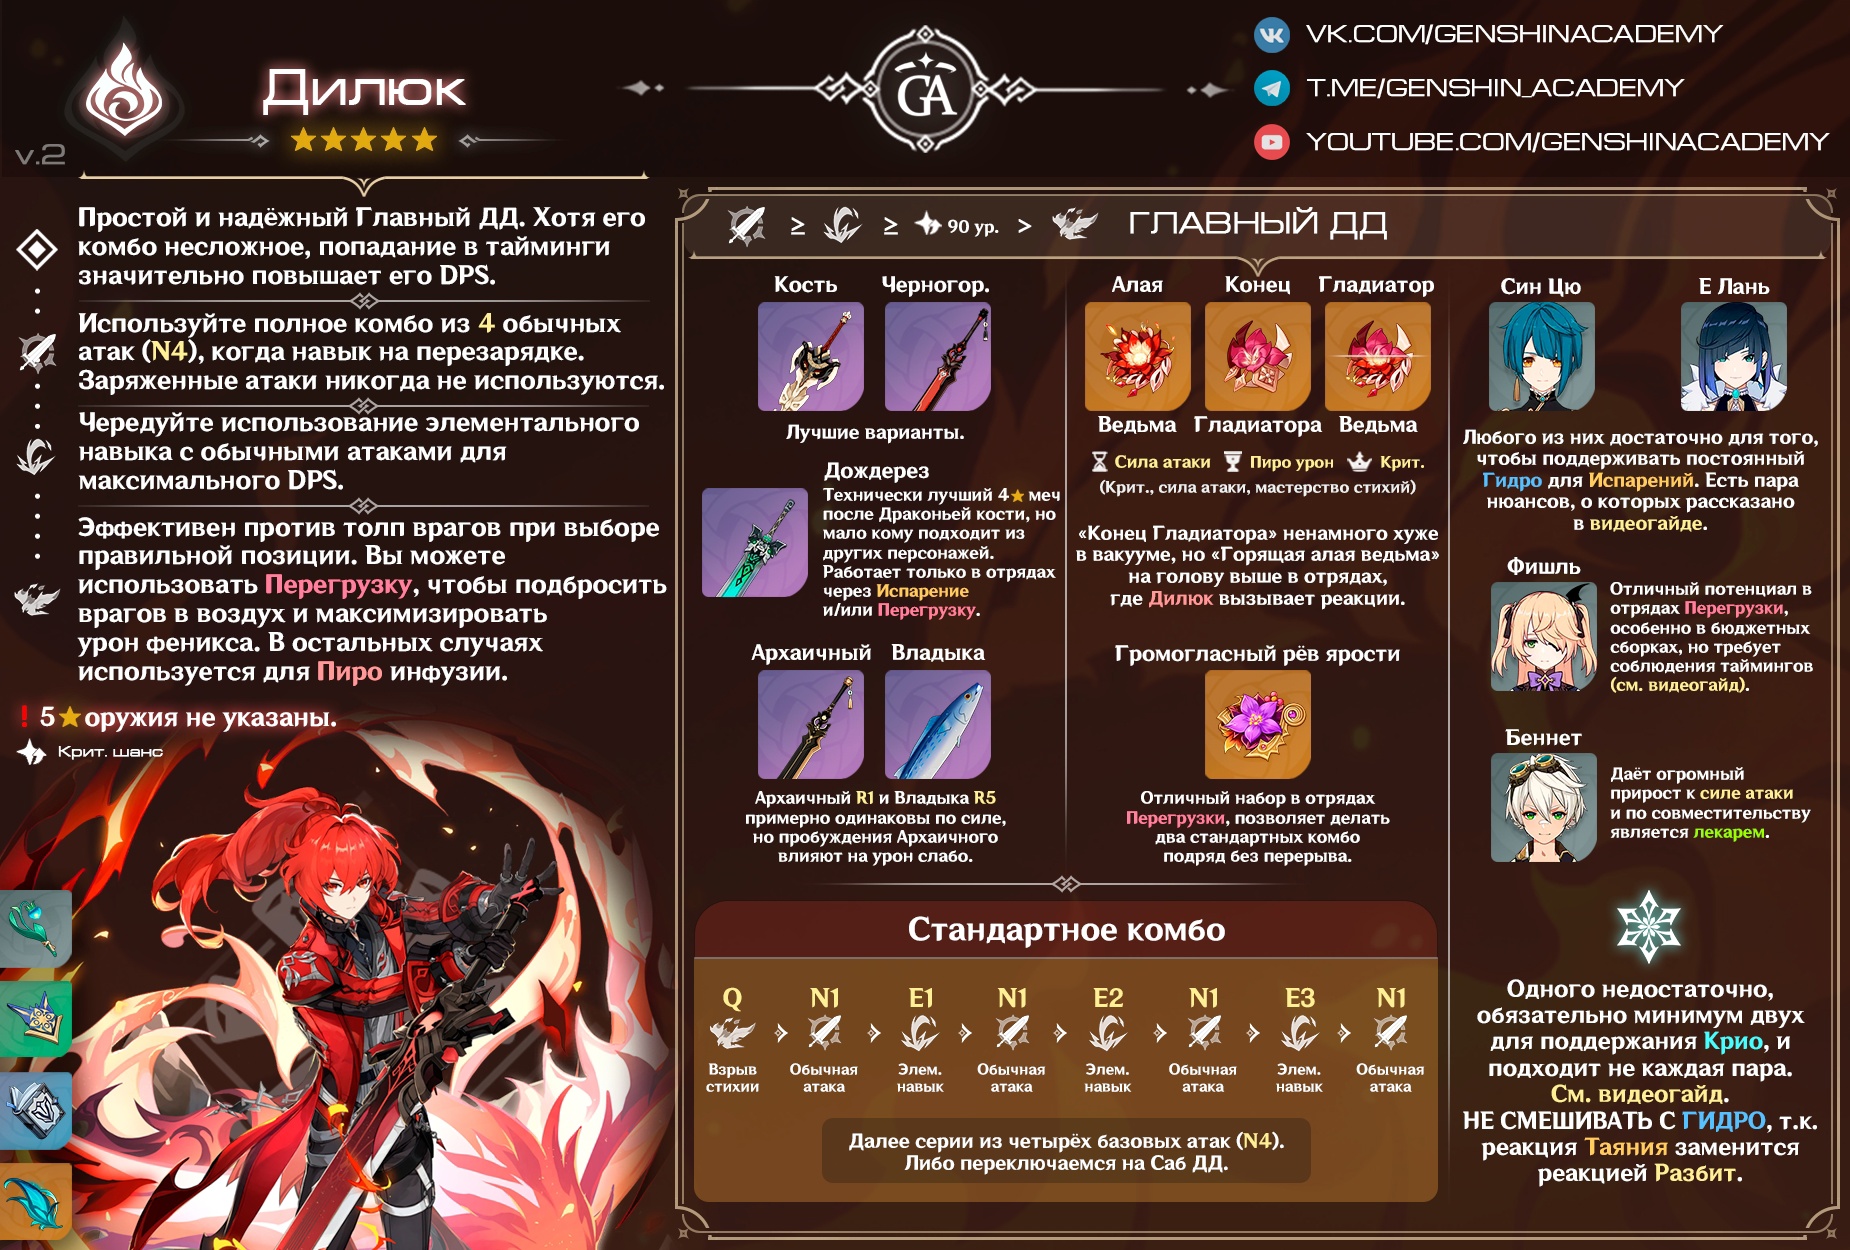 Дилюк
v.2
GA
VK.COM/GENSHINACADEMY
T.ME/GENSHIN_ACADEMY
YOUTUBE.COM/GENSHINACADEMY
Простой и надёжный Главный ДД. Хотя его
комбо несложное, попадание в тайминги
значительно повышает его DPS.
Используйте полное комбо из 4 обычных
атак (N4), когда навык на перезарядке.
Заряженные атаки никогда не используются.
Чередуйте использование элементального
навыка с обычными атаками для
максимального DPS.
Эффективен против толп врагов при выборе
правильной позиции. Вы можете
использовать Перегрузку, чтобы подбросить
врагов в воздух и максимизировать
урон феникса. В остальных случаях
используется для Пиро инфузии.
! 5★ оружия не указаны.
Крит. шанс
≥ ≥ 90 ур. > ГЛАВНЫЙ ДД
Кость Черногор.
Лучшие варианты.
Дождерез
Технически лучший 4★ меч
после Драконьей кости, но
мало кому подходит из
других персонажей.
Работает только в отрядах
через Испарение
и/или Перегрузку.
Архаичный Владыка
Архаичный R1 и Владыка R5
примерно одинаковы по силе,
но пробуждения Архаичного
влияют на урон слабо.
Алая Конец Гладиатор
Ведьма Гладиатора Ведьма
Сила атаки Пиро урон Крит.
(Крит., сила атаки, мастерство стихий)
«Конец Гладиатора» ненамного хуже
в вакууме, но «Горящая алая ведьма»
на голову выше в отрядах,
где Дилюк вызывает реакции.
Громогласный рёв ярости
Отличный набор в отрядах
Перегрузки, позволяет делать
два стандартных комбо
подряд без перерыва.
Син Цю Е Лань
Любого из них достаточно для того,
чтобы поддерживать постоянный
Гидро для Испарений. Есть пара
нюансов, о которых рассказано
в видеогайде.
Фишль
Отличный потенциал в
отрядах Перегрузки,
особенно в бюджетных
сборках, но требует
соблюдения таймингов
(см. видеогайд).
Беннет
Даёт огромный
прирост к силе атаки
и по совместительству
является лекарем.
Одного недостаточно,
обязательно минимум двух
для поддержания Крио, и
подходит не каждая пара.
См. видеогайд.
НЕ СМЕШИВАТЬ С ГИДРО, т.к.
реакция Таяния заменится
реакцией Разбит.
Стандартное комбо
Q N1 E1 N1 E2 N1 E3 N1
Взрыв Обычная Элем. Обычная Элем. Обычная Элем. Обычная
стихии атака навык атака навык атака навык атака
Далее серии из четырёх базовых атак (N4).
Либо переключаемся на Саб ДД.